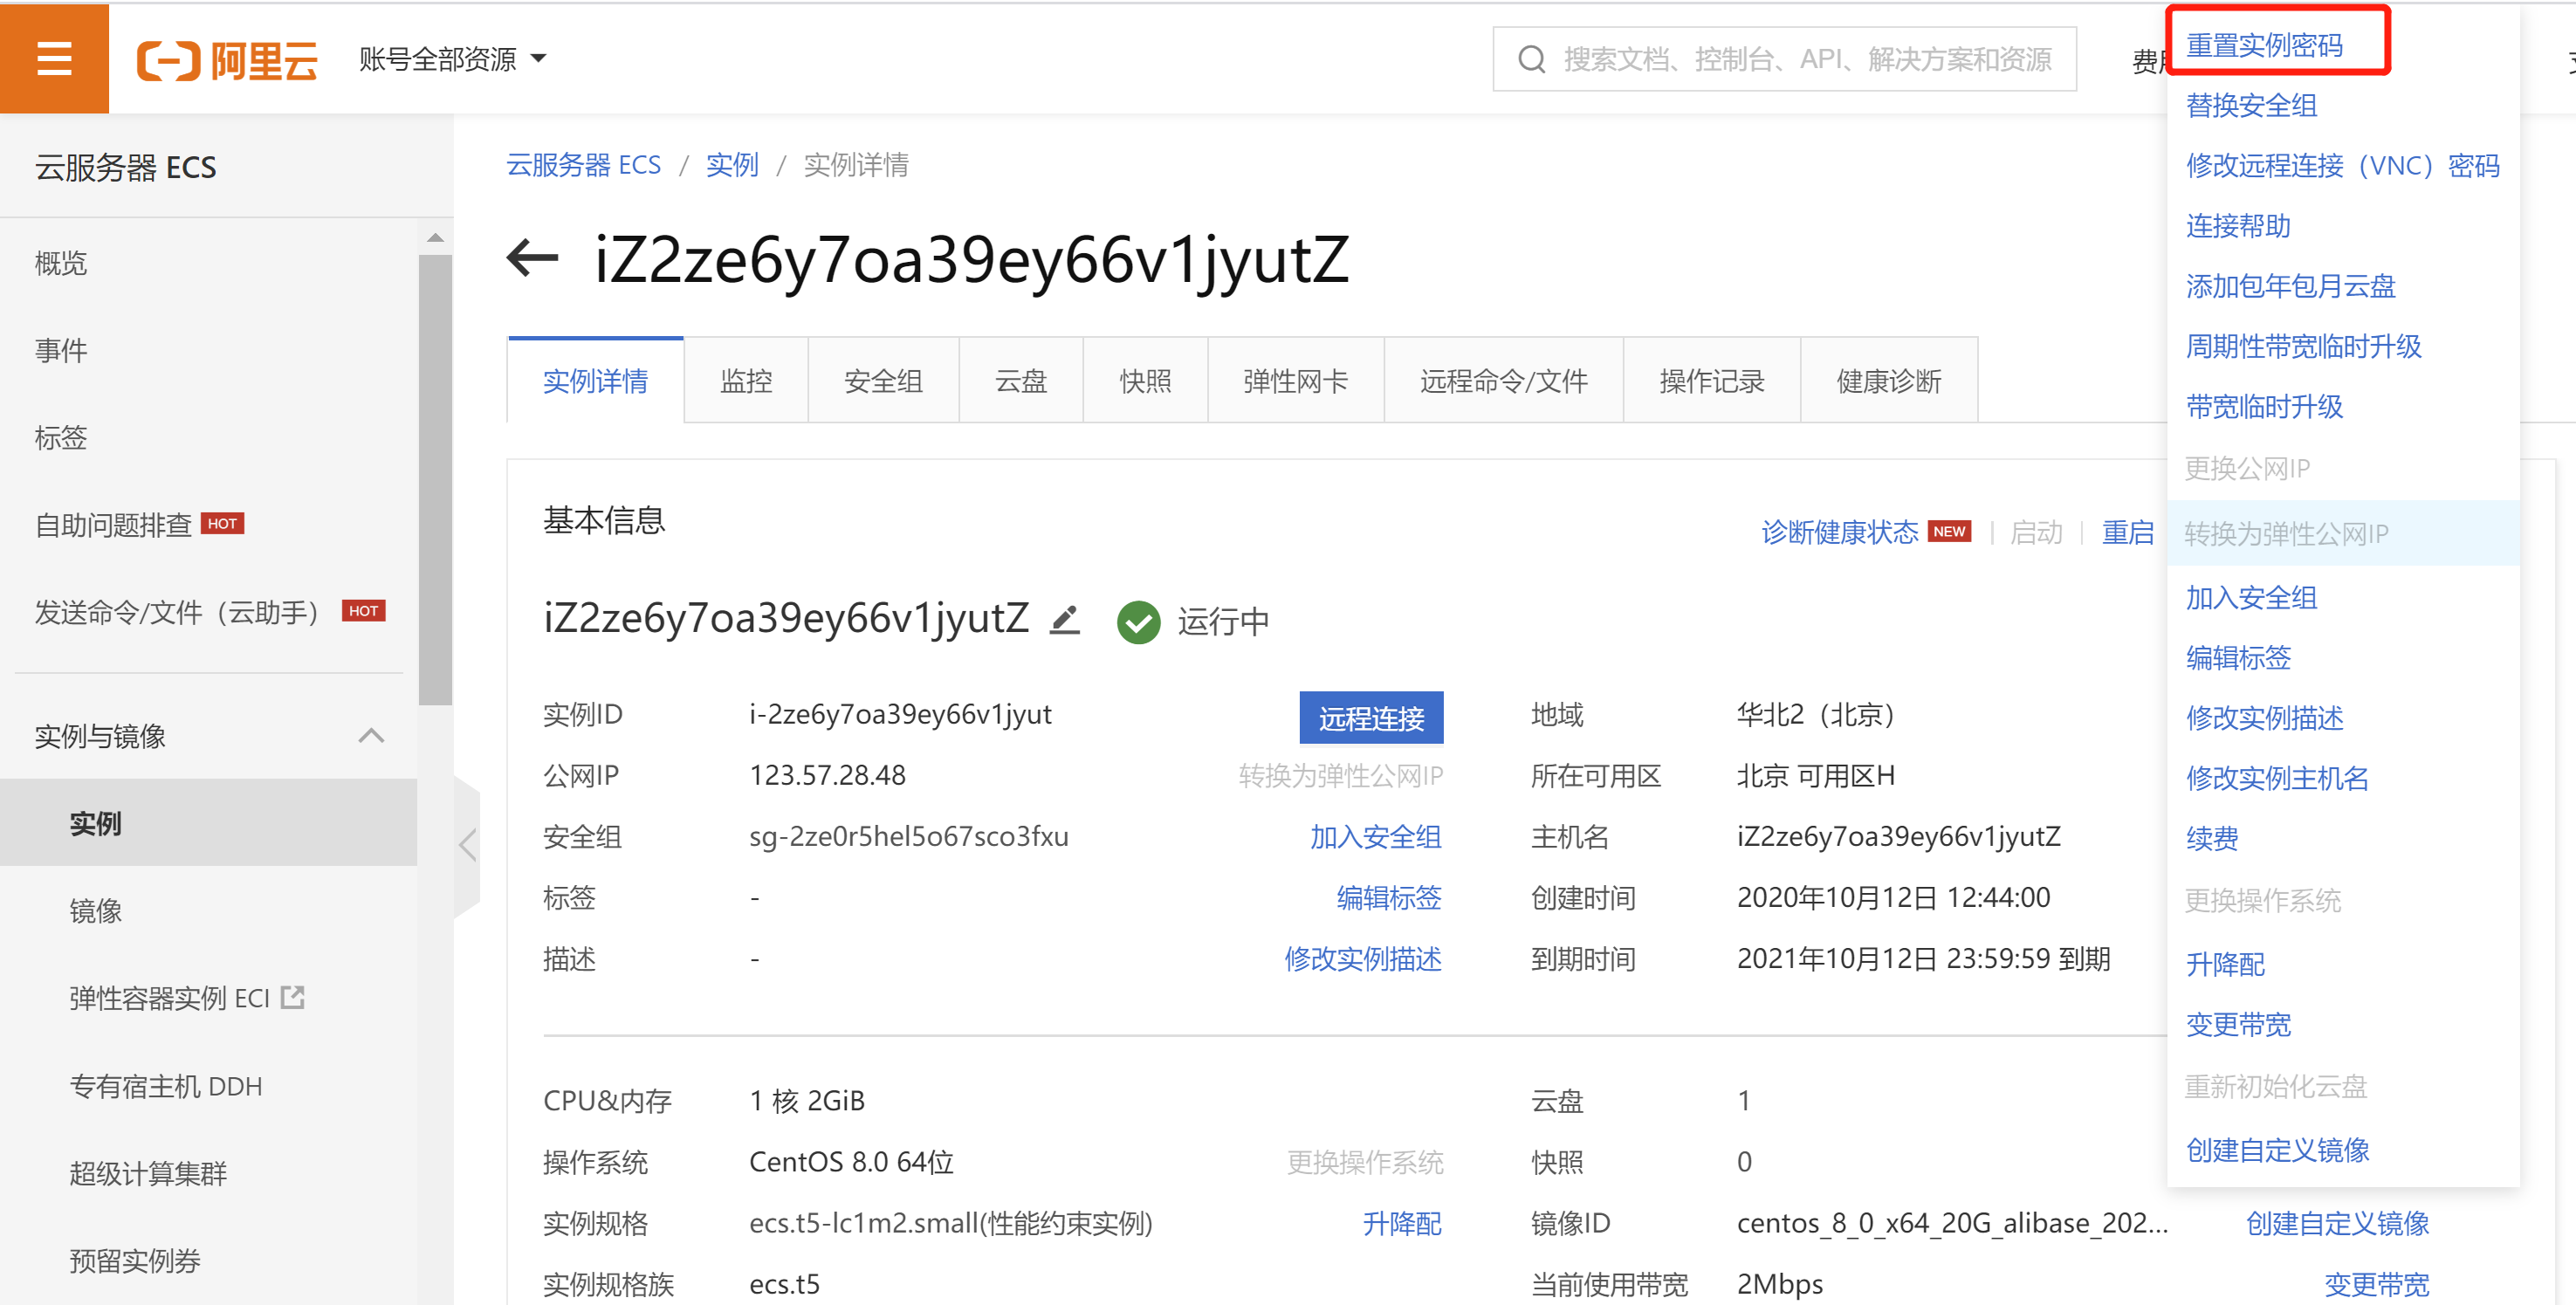 阿里云
账号全部资源
搜索文档、控制台、API、解决方案和资源
云服务器 ECS
概览
事件
标签
自助问题排查 HOT
发送命令/文件（云助手） HOT
实例与镜像
实例
镜像
弹性容器实例 ECI
专有宿主机 DDH
超级计算集群
预留实例券
云服务器 ECS / 实例 / 实例详情
iZ2ze6y7oa39ey66v1jyutZ
实例详情 监控 安全组 云盘 快照 弹性网卡 远程命令/文件 操作记录 健康诊断
基本信息 诊断健康状态 NEW 启动 重启
iZ2ze6y7oa39ey66v1jyutZ 运行中
实例ID i-2ze6y7oa39ey66v1jyut 远程连接 地域 华北2（北京）
公网IP 123.57.28.48 转换为弹性公网IP 所在可用区 北京 可用区H
安全组 sg-2ze0r5hel5o67sco3fxu 加入安全组 主机名 iZ2ze6y7oa39ey66v1jyutZ
标签 - 编辑标签 创建时间 2020年10月12日 12:44:00
描述 - 修改实例描述 到期时间 2021年10月12日 23:59:59 到期
CPU&内存 1 核 2GiB 云盘 1
操作系统 CentOS 8.0 64位 更换操作系统 快照 0
实例规格 ecs.t5-lc1m2.small(性能约束实例) 升降配 镜像ID centos_8_0_x64_20G_alibase_202... 创建自定义镜像
实例规格族 ecs.t5 当前使用带宽 2Mbps 变更带宽
重置实例密码
替换安全组
修改远程连接（VNC）密码
连接帮助
添加包年包月云盘
周期性带宽临时升级
带宽临时升级
更换公网IP
转换为弹性公网IP
加入安全组
编辑标签
修改实例描述
修改实例主机名
续费
更换操作系统
升降配
变更带宽
重新初始化云盘
创建自定义镜像